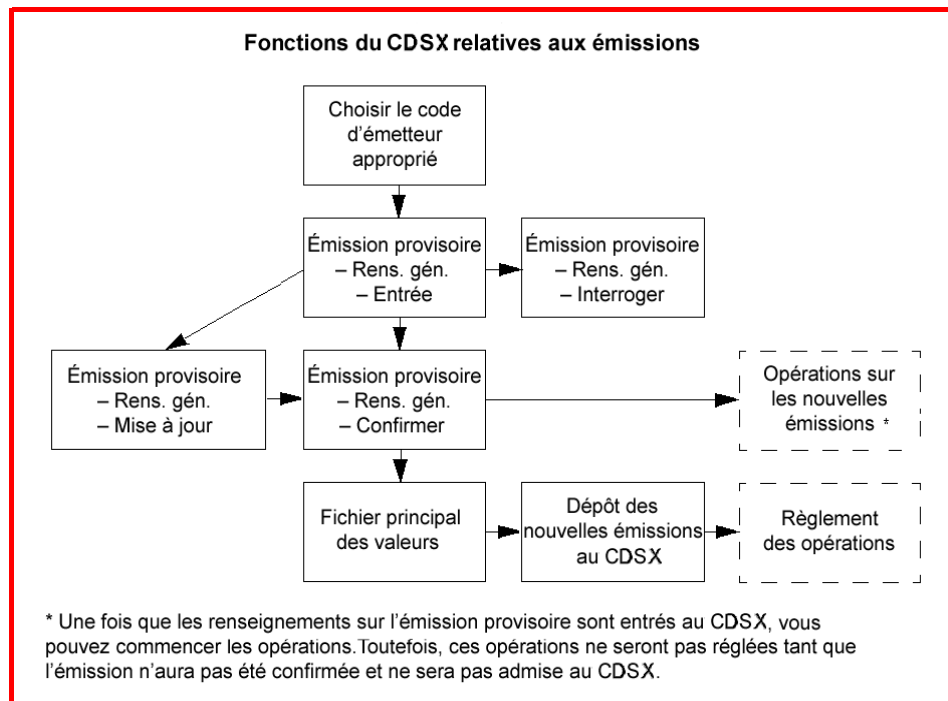 Fonctions du CDSX relatives aux émissions
Choisir le code
d’émetteur
approprié
Émission provisoire
– Rens. gén.
– Entrée
Émission provisoire
– Rens. gén.
– Interroger
Émission provisoire
– Rens. gén.
– Mise à jour
Émission provisoire
– Rens. gén.
– Confirmer
Opérations sur
les nouvelles
émissions *
Fichier principal
des valeurs
Dépôt des
nouvelles émissions
au CDSX
Règlement
des opérations
* Une fois que les renseignements sur l’émission provisoire sont entrés au CDSX, vous
pouvez commencer les opérations.Toutefois, ces opérations ne seront pas réglées tant que
l’émission n’aura pas été confirmée et ne sera pas admise au CDSX.